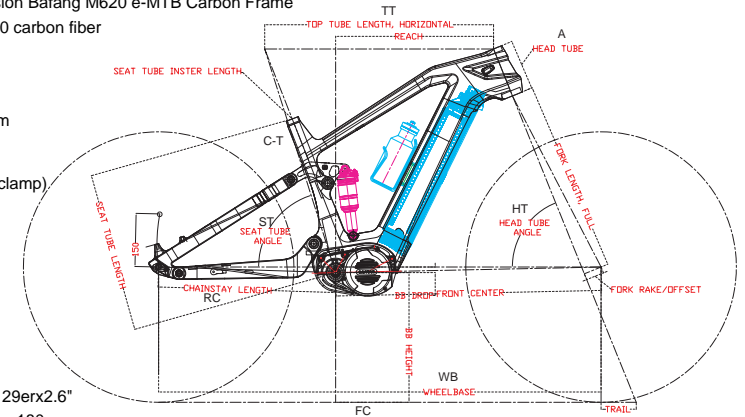 sion Bafang M620 e-MTB Carbon Frame
0 carbon fiber
m
clamp)
29erx2.6"
TT
TOP TUBE LENGTH, HORIZONTAL
REACH
A
HEAD TUBE
SEAT TUBE INSTER LENGTH
C-T
FORK LENGTH, FULL
HT
HEAD TUBE
ANGLE
ST
SEAT TUBE
ANGLE
SEAT TUBE LENGTH
150
CHAINSTAY LENGTH
RC
BB DROP
FRONT CENTER
FORK RAKE/OFFSET
BB HEIGHT
WB
WHEELBASE
FC
TRAIL